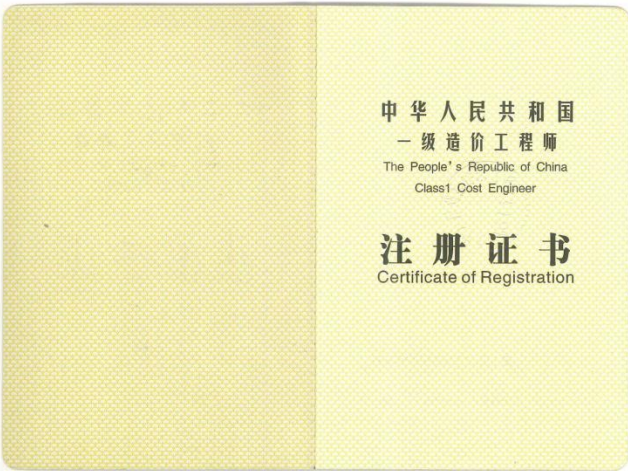 中华人民共和国
一级造价工程师
The People's Republic of China
Class1 Cost Engineer
注册证书
Certificate of Registration